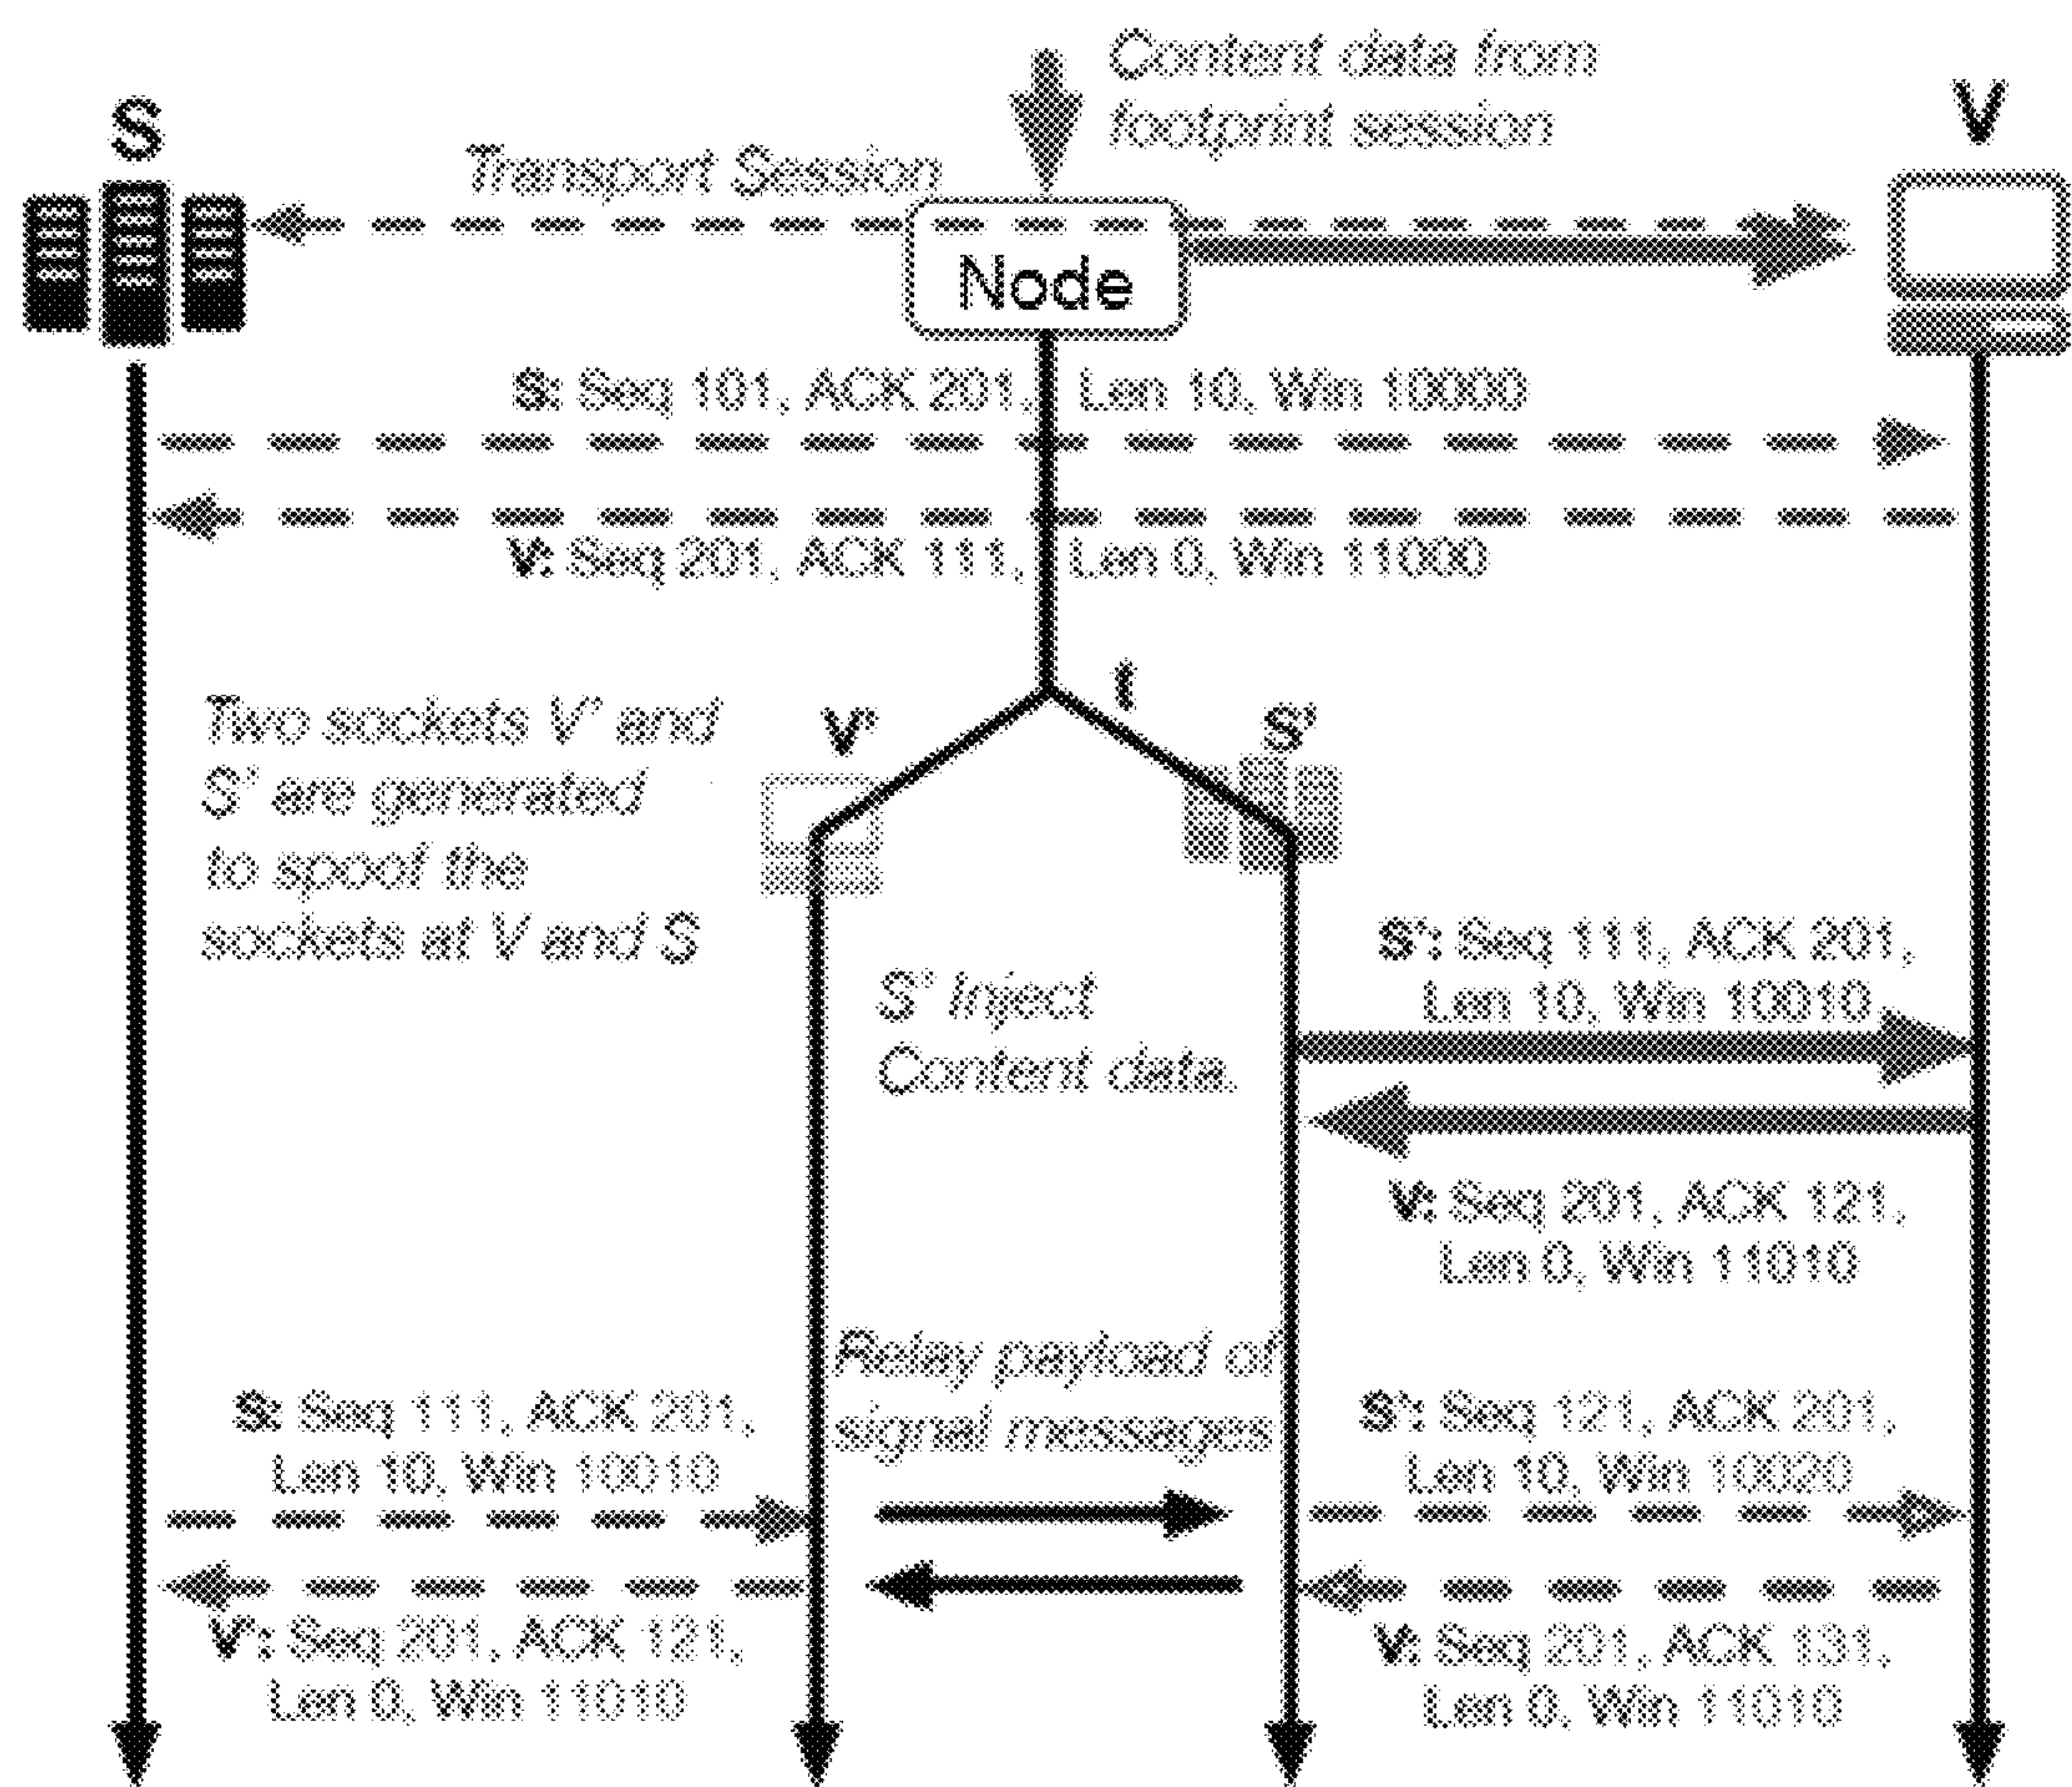 Content data from
footprint session
S
V
Transport Session
Node
S: Seq 101, ACK 201, Len 10, Win 10000
V: Seq 201, ACK 111, Len 0, Win 11000
t
Two sockets V' and
S' are generated
to spoof the
sockets at V and S
V'
S'
S': Seq 111, ACK 201,
Len 10, Win 10010
S' Inject
Content data.
V: Seq 201, ACK 121,
Len 0, Win 11010
Relay payload of
signal messages
S: Seq 111, ACK 201,
Len 10, Win 10010
S': Seq 121, ACK 201,
Len 10, Win 10020
V': Seq 201, ACK 121,
Len 0, Win 11010
V: Seq 201, ACK 131,
Len 0, Win 11010